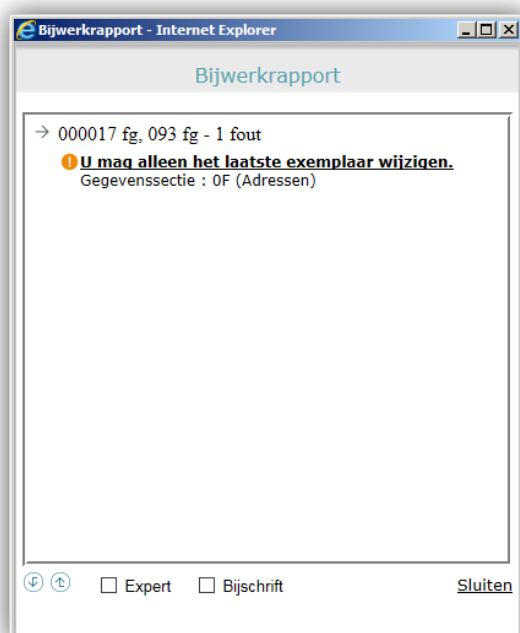 Bijwerkrapport - Internet Explorer
Bijwerkrapport
000017 fg, 093 fg - 1 fout
U mag alleen het laatste exemplaar wijzigen.
Gegevenssectie : 0F (Adressen)
Expert Bijschrift Sluiten